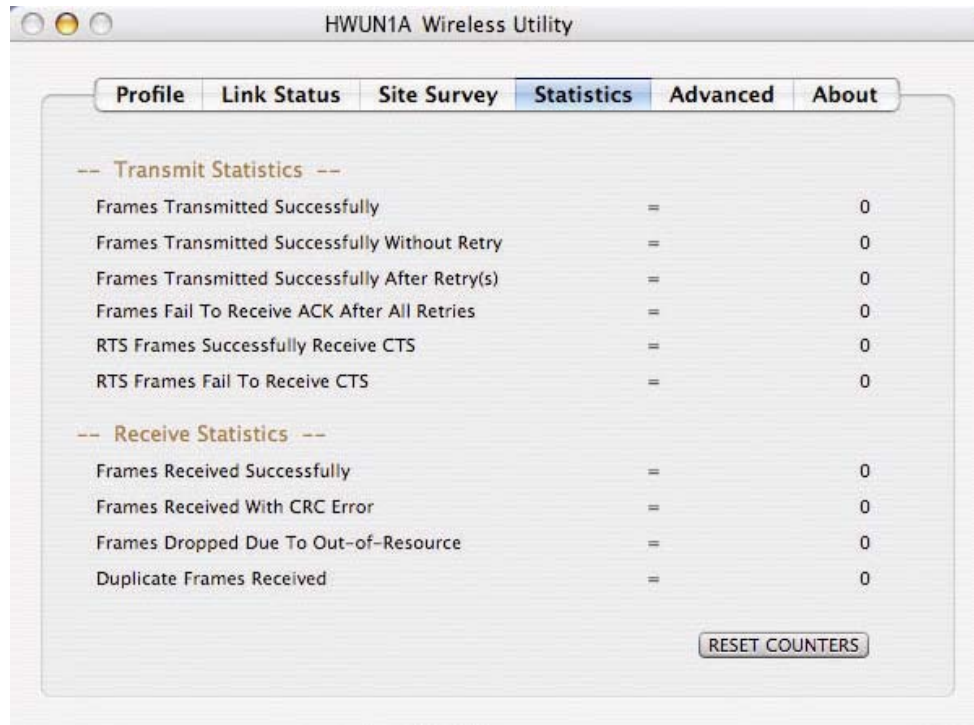 HWUN1A Wireless Utility
Profile Link Status Site Survey Statistics Advanced About
-- Transmit Statistics --
Frames Transmitted Successfully = 0
Frames Transmitted Successfully Without Retry = 0
Frames Transmitted Successfully After Retry(s) = 0
Frames Fail To Receive ACK After All Retries = 0
RTS Frames Successfully Receive CTS = 0
RTS Frames Fail To Receive CTS = 0
-- Receive Statistics --
Frames Received Successfully = 0
Frames Received With CRC Error = 0
Frames Dropped Due To Out-of-Resource = 0
Duplicate Frames Received = 0
RESET COUNTERS